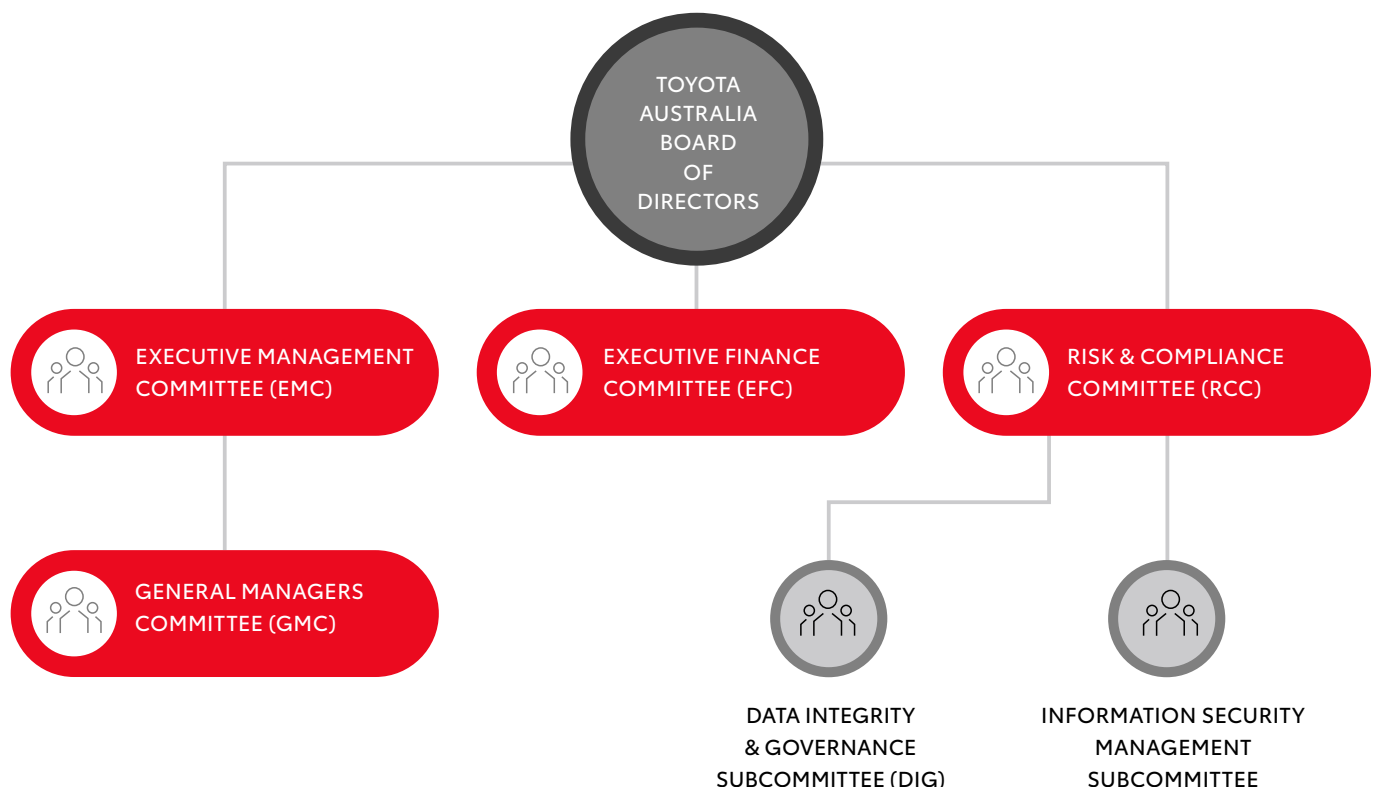 TOYOTA
AUSTRALIA
BOARD
OF
DIRECTORS
EXECUTIVE MANAGEMENT
COMMITTEE (EMC)
EXECUTIVE FINANCE
COMMITTEE (EFC)
RISK & COMPLIANCE
COMMITTEE (RCC)
GENERAL MANAGERS
COMMITTEE (GMC)
DATA INTEGRITY
& GOVERNANCE
SUBCOMMITTEE (DIG)
INFORMATION SECURITY
MANAGEMENT
SUBCOMMITTEE